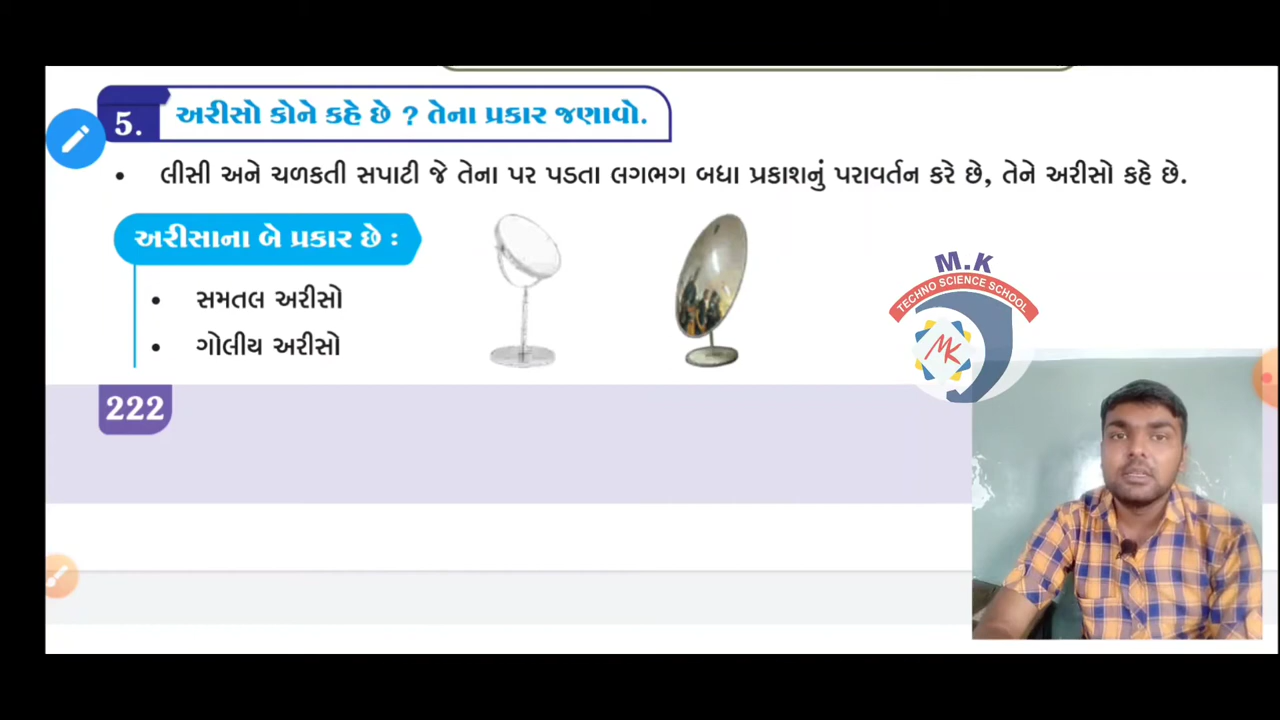 5. અરીસો કોને કહે છે ? તેના પ્રકાર જણાવો.
• લીસી અને ચળકતી સપાટી જે તેના પર પડતા લગભગ બધા પ્રકાશનું પરાવર્તન કરે છે, તેને અરીસો કહે છે.
અરીસાના બે પ્રકાર છે :
• સમતલ અરીસો
• ગોલીય અરીસો
M.K
TECHNO SCIENCE SCHOOL
MK
222